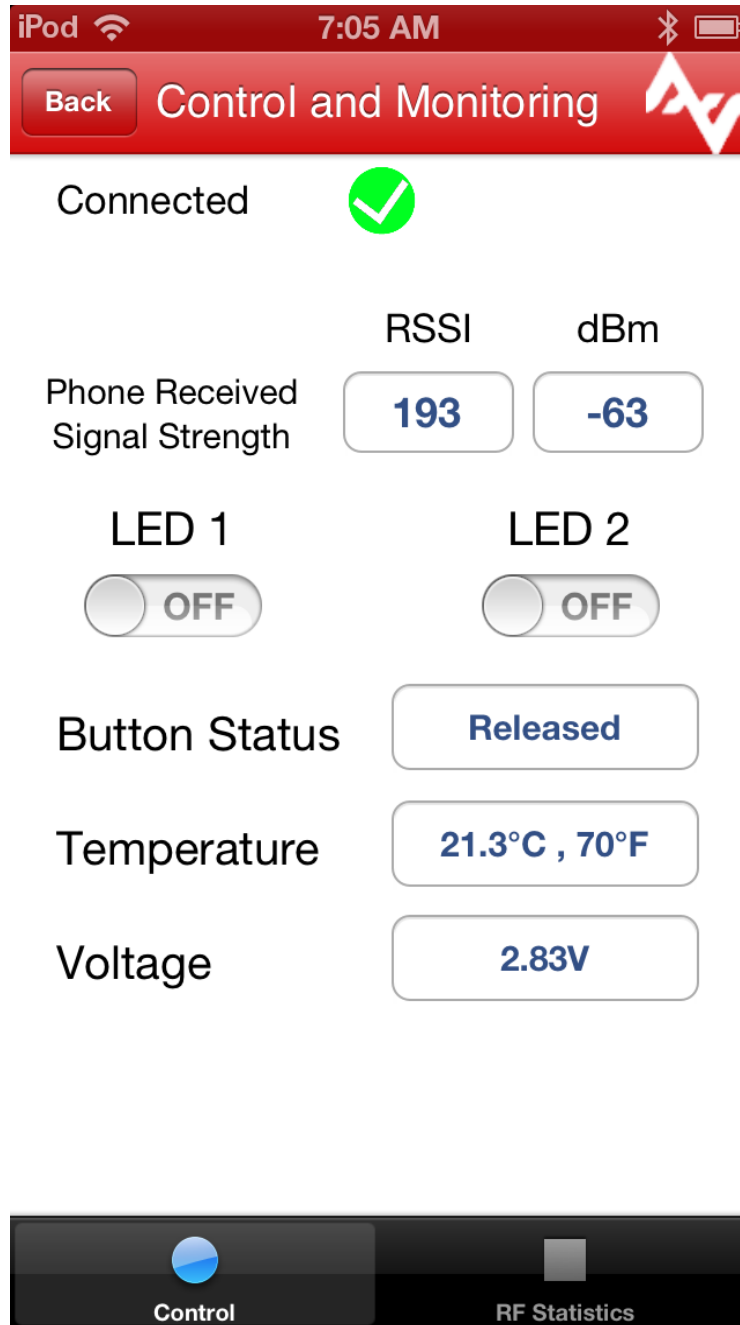 iPod 7:05 AM
Back Control and Monitoring
Connected
RSSI dBm
Phone Received
Signal Strength
193 -63
LED 1 LED 2
OFF OFF
Button Status Released
Temperature 21.3°C , 70°F
Voltage 2.83V
Control RF Statistics